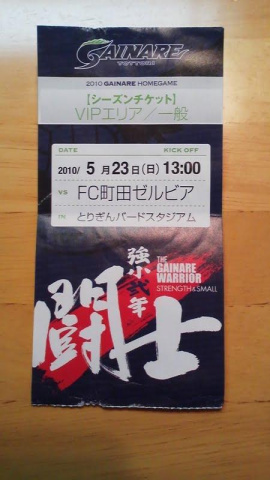 GAINARE
TOTTORI
2010 GAINARE HOMEGAME
【シーズンチケット】
VIPエリア／一般
DATE KICK OFF
2010/ 5 月 23 日(日) 13:00
VS FC町田ゼルビア
IN とりぎんバードスタジアム
強小弐年
THE
GAINARE
WARRIOR
STRENGTH&SMALL
闘士